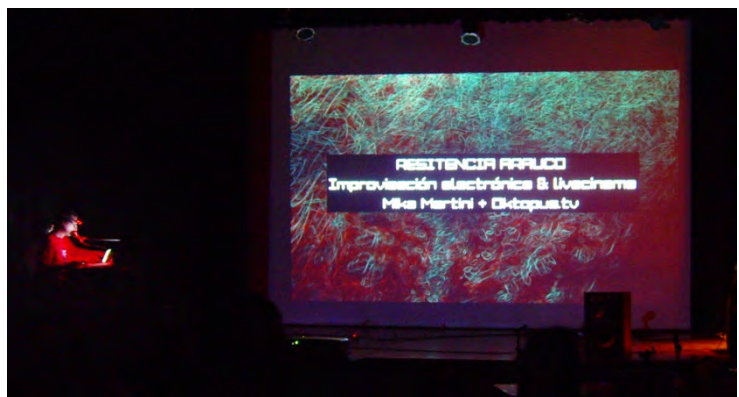 RESITENCIA ARAUCO
Improvisación electrónica & livecinema
Mika Martini + Oktopus.tv